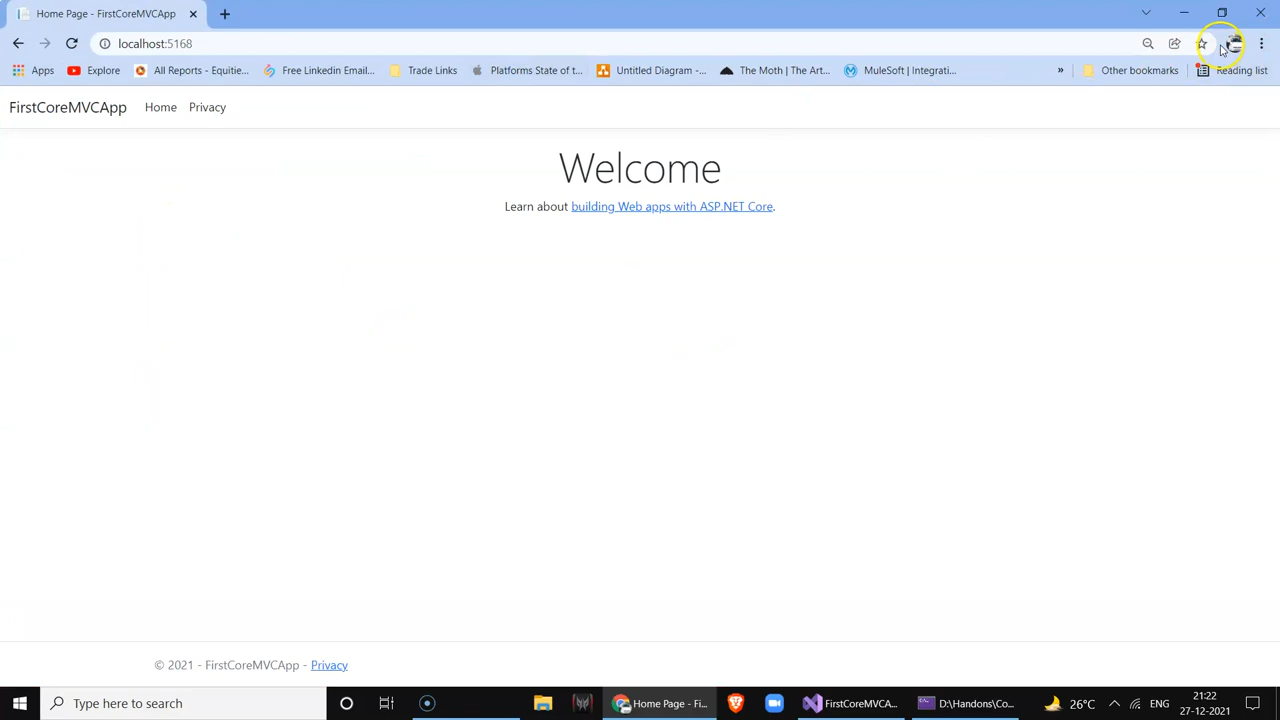 Home Page - FirstCoreMVCApp
localhost:5168
Apps Explore All Reports - Equitie... Free Linkedin Email... Trade Links Platforms State of t... Untitled Diagram -... The Moth | The Art... MuleSoft | Integrati... » Other bookmarks Reading list
FirstCoreMVCApp Home Privacy
Welcome
Learn about building Web apps with ASP.NET Core.
© 2021 - FirstCoreMVCApp - Privacy
Type here to search Home Page - Fi... FirstCoreMVCA... D:\Handons\Co... 26°C ENG 21:22
27-12-2021